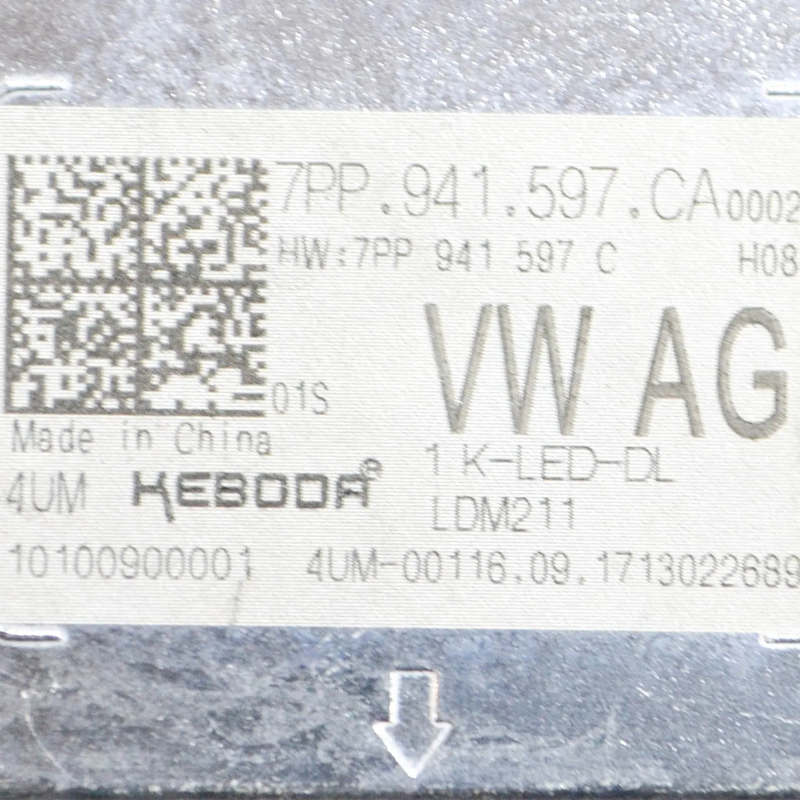 7PP.941.597.CA0002
HW:7PP 941 597 C H08
VW AG
01S
Made in China
1 K-LED-DL
4UM KEBODA®
LDM211
10100900001 4UM-00116.09.1713022689